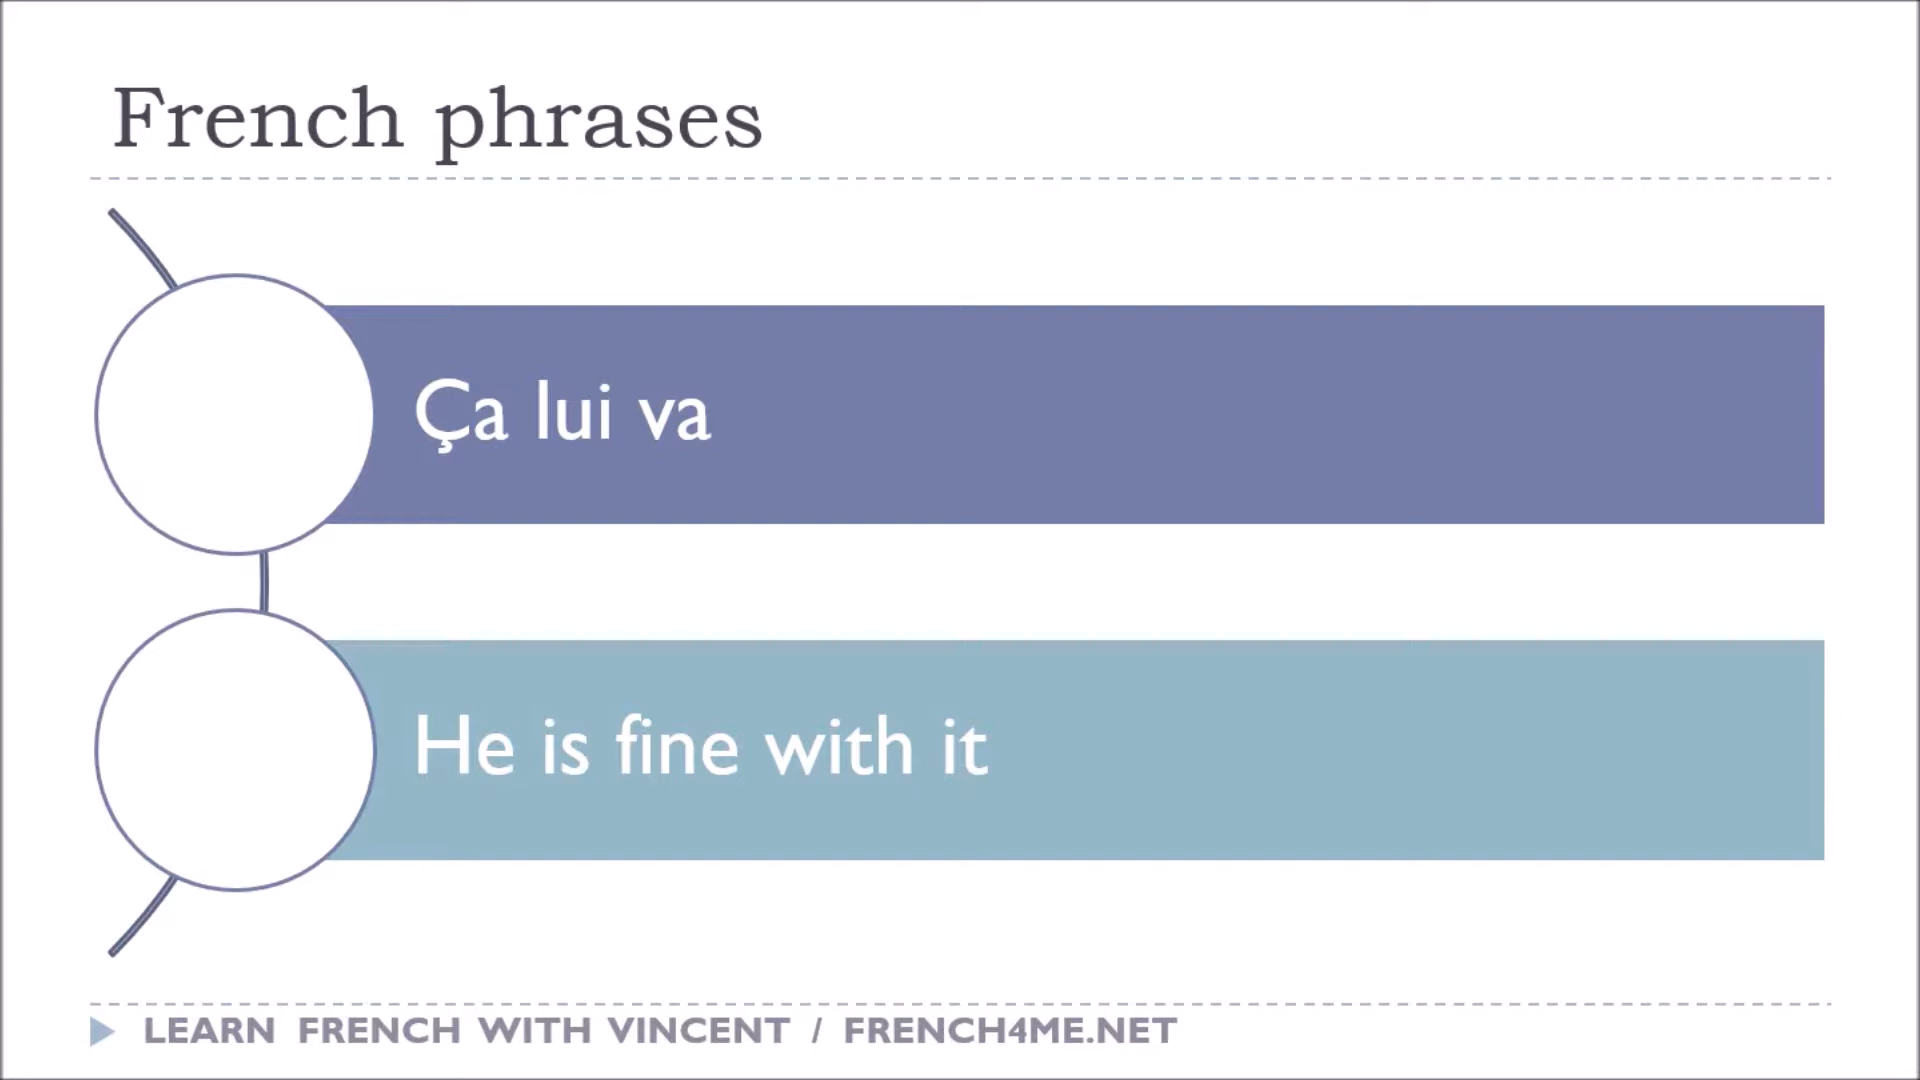 French phrases
Ça lui va
He is fine with it
LEARN FRENCH WITH VINCENT / FRENCH4ME.NET